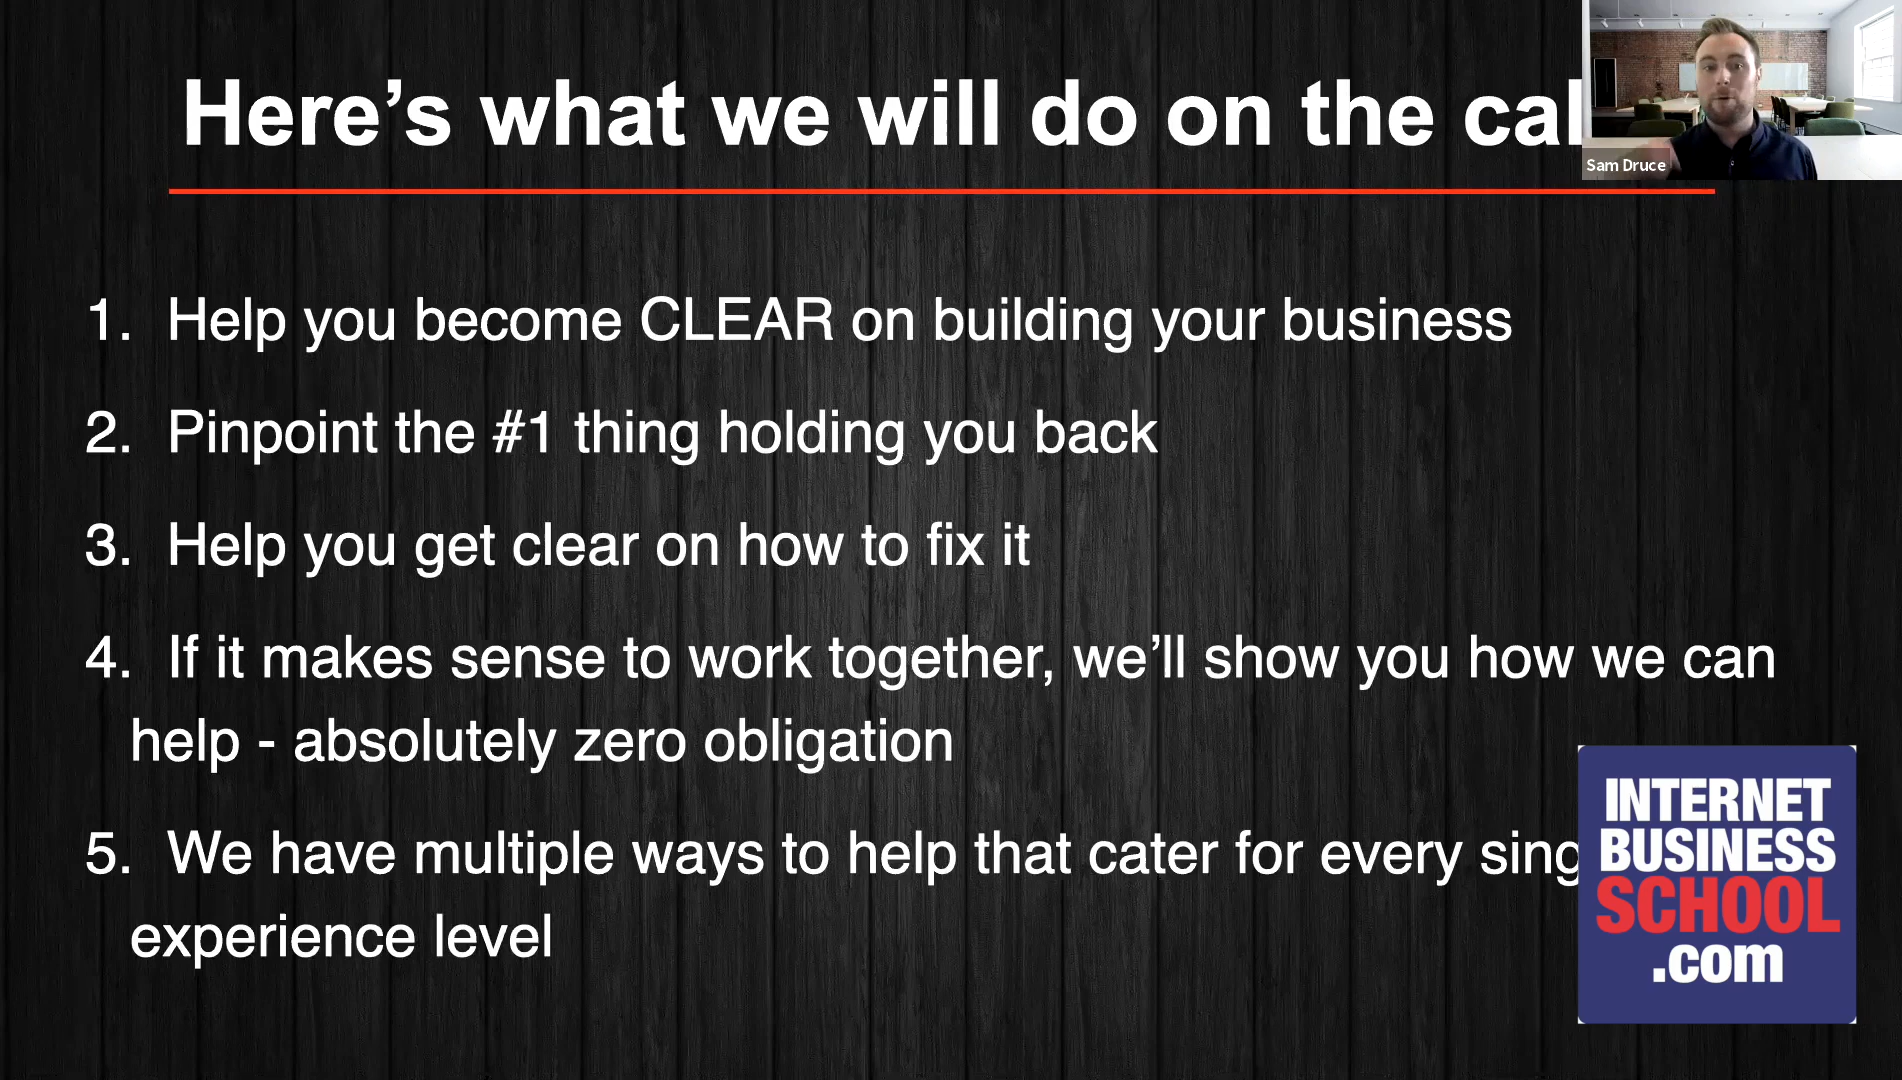 Here’s what we will do on the cal
Sam Druce
1. Help you become CLEAR on building your business
2. Pinpoint the #1 thing holding you back
3. Help you get clear on how to fix it
4. If it makes sense to work together, we’ll show you how we can
help - absolutely zero obligation
5. We have multiple ways to help that cater for every sing
experience level
INTERNET
BUSINESS
SCHOOL
.com